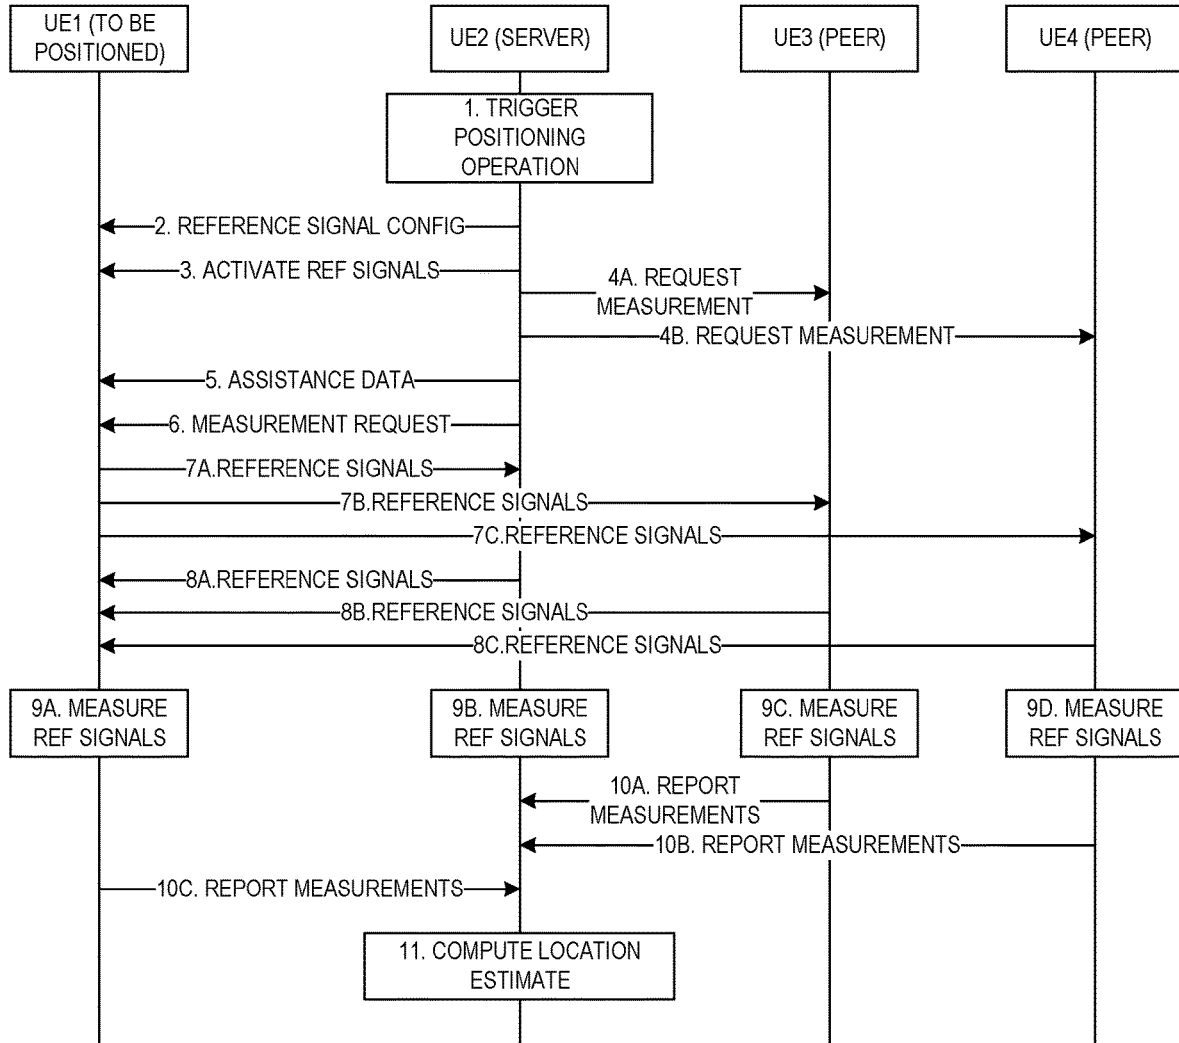 UE1 (TO BE
POSITIONED)
UE2 (SERVER)
UE3 (PEER)
UE4 (PEER)
1. TRIGGER
POSITIONING
OPERATION
2. REFERENCE SIGNAL CONFIG
3. ACTIVATE REF SIGNALS
4A. REQUEST
MEASUREMENT
4B. REQUEST MEASUREMENT
5. ASSISTANCE DATA
6. MEASUREMENT REQUEST
7A.REFERENCE SIGNALS
7B.REFERENCE SIGNALS
7C.REFERENCE SIGNALS
8A.REFERENCE SIGNALS
8B.REFERENCE SIGNALS
8C.REFERENCE SIGNALS
9A. MEASURE
REF SIGNALS
9B. MEASURE
REF SIGNALS
9C. MEASURE
REF SIGNALS
9D. MEASURE
REF SIGNALS
10A. REPORT
MEASUREMENTS
10B. REPORT MEASUREMENTS
10C. REPORT MEASUREMENTS
11. COMPUTE LOCATION
ESTIMATE